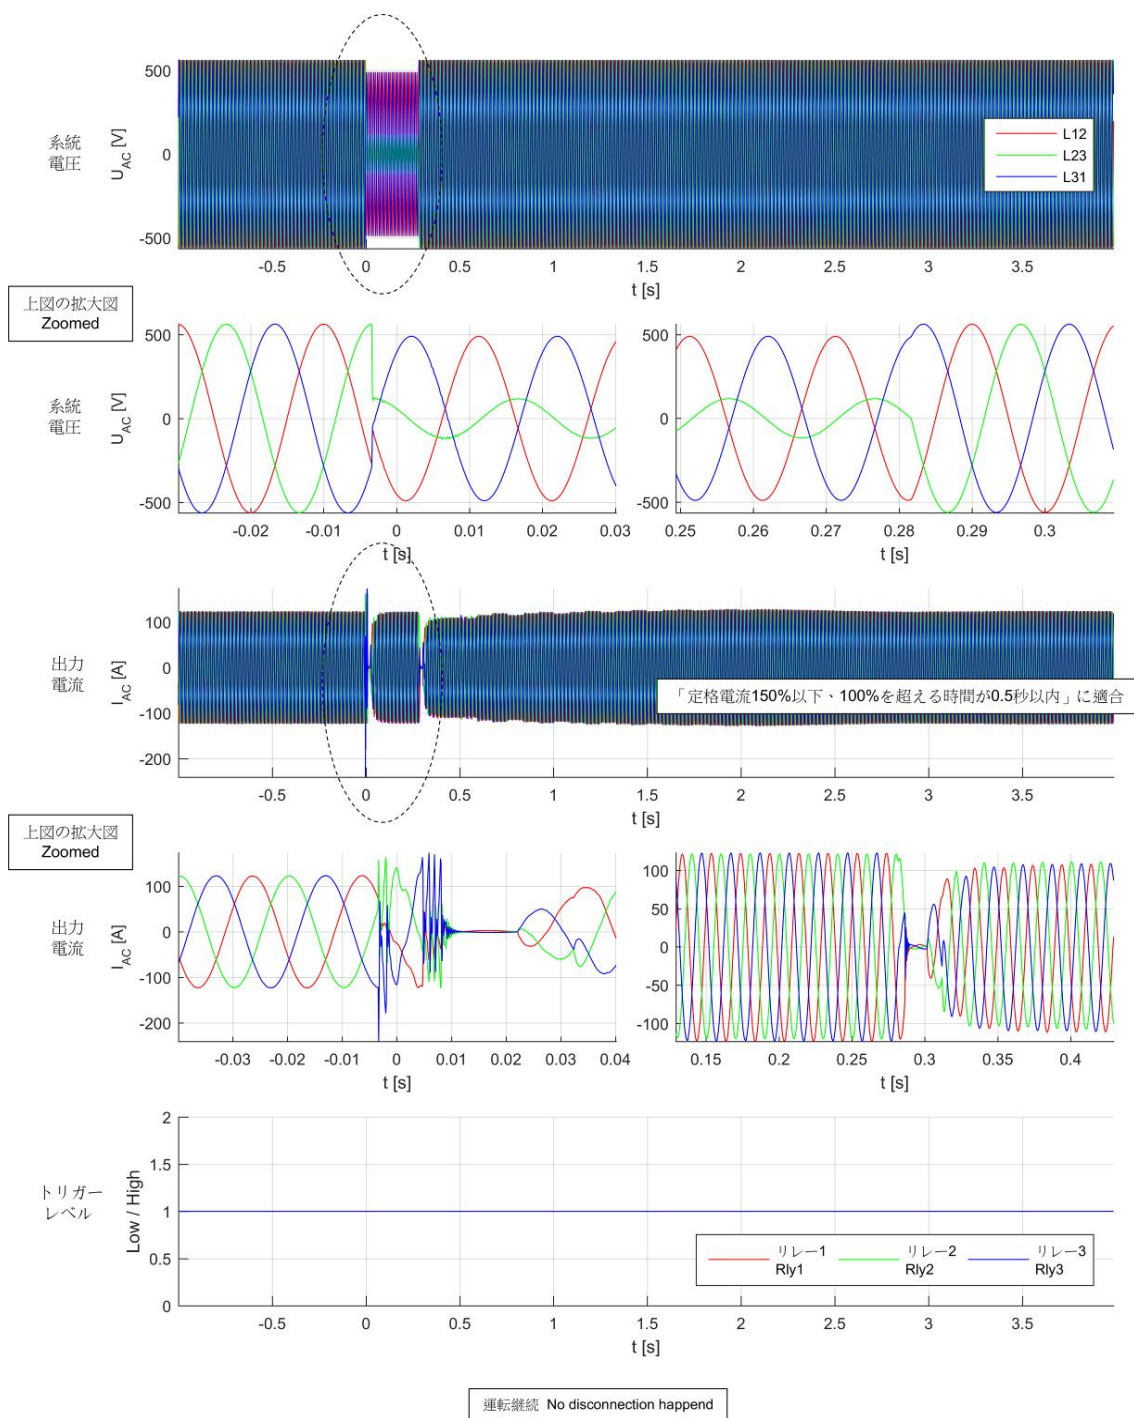 500
0
-500
系統
電圧
U_AC [V]
L12
L23
L31
-0.5 0 0.5 1 1.5 2 2.5 3 3.5
t [s]
上図の拡大図
Zoomed
系統
電圧
U_AC [V]
500
0
-500
-0.02 -0.01 0 0.01 0.02 0.03
t [s]
500
0
-500
0.25 0.26 0.27 0.28 0.29 0.3
t [s]
出力
電流
I_AC [A]
100
0
-100
-200
「定格電流150%以下、100%を超える時間が0.5秒以内」に適合
-0.5 0 0.5 1 1.5 2 2.5 3 3.5
t [s]
上図の拡大図
Zoomed
出力
電流
I_AC [A]
100
0
-100
-200
-0.03 -0.02 -0.01 0 0.01 0.02 0.03 0.04
t [s]
100
50
0
-50
-100
0.15 0.2 0.25 0.3 0.35 0.4
t [s]
トリガー
レベル
Low / High
2
1.5
1
0.5
0
リレー1 リレー2 リレー3
Rly1 Rly2 Rly3
-0.5 0 0.5 1 1.5 2 2.5 3 3.5
t [s]
運転継続 No disconnection happend